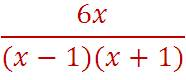 6x
(x − 1)(x + 1)